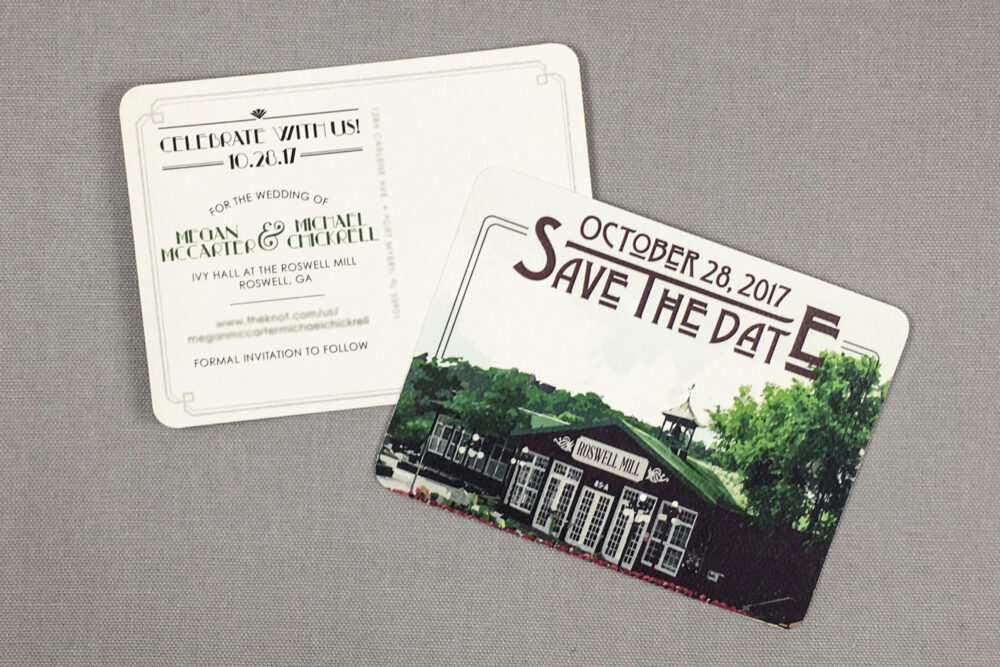 CELEBRATE WITH US!
10.28.17
FOR THE WEDDING OF
MEGAN
MCCARTER
&
MICHAEL
CHICKRELL
IVY HALL AT THE ROSWELL MILL
ROSWELL, GA
www.theknot.com/us/
meganmccartermichaelchickrell
FORMAL INVITATION TO FOLLOW
OCTOBER 28, 2017
SAVE THE DATE
ROSWELL MILL
85-A